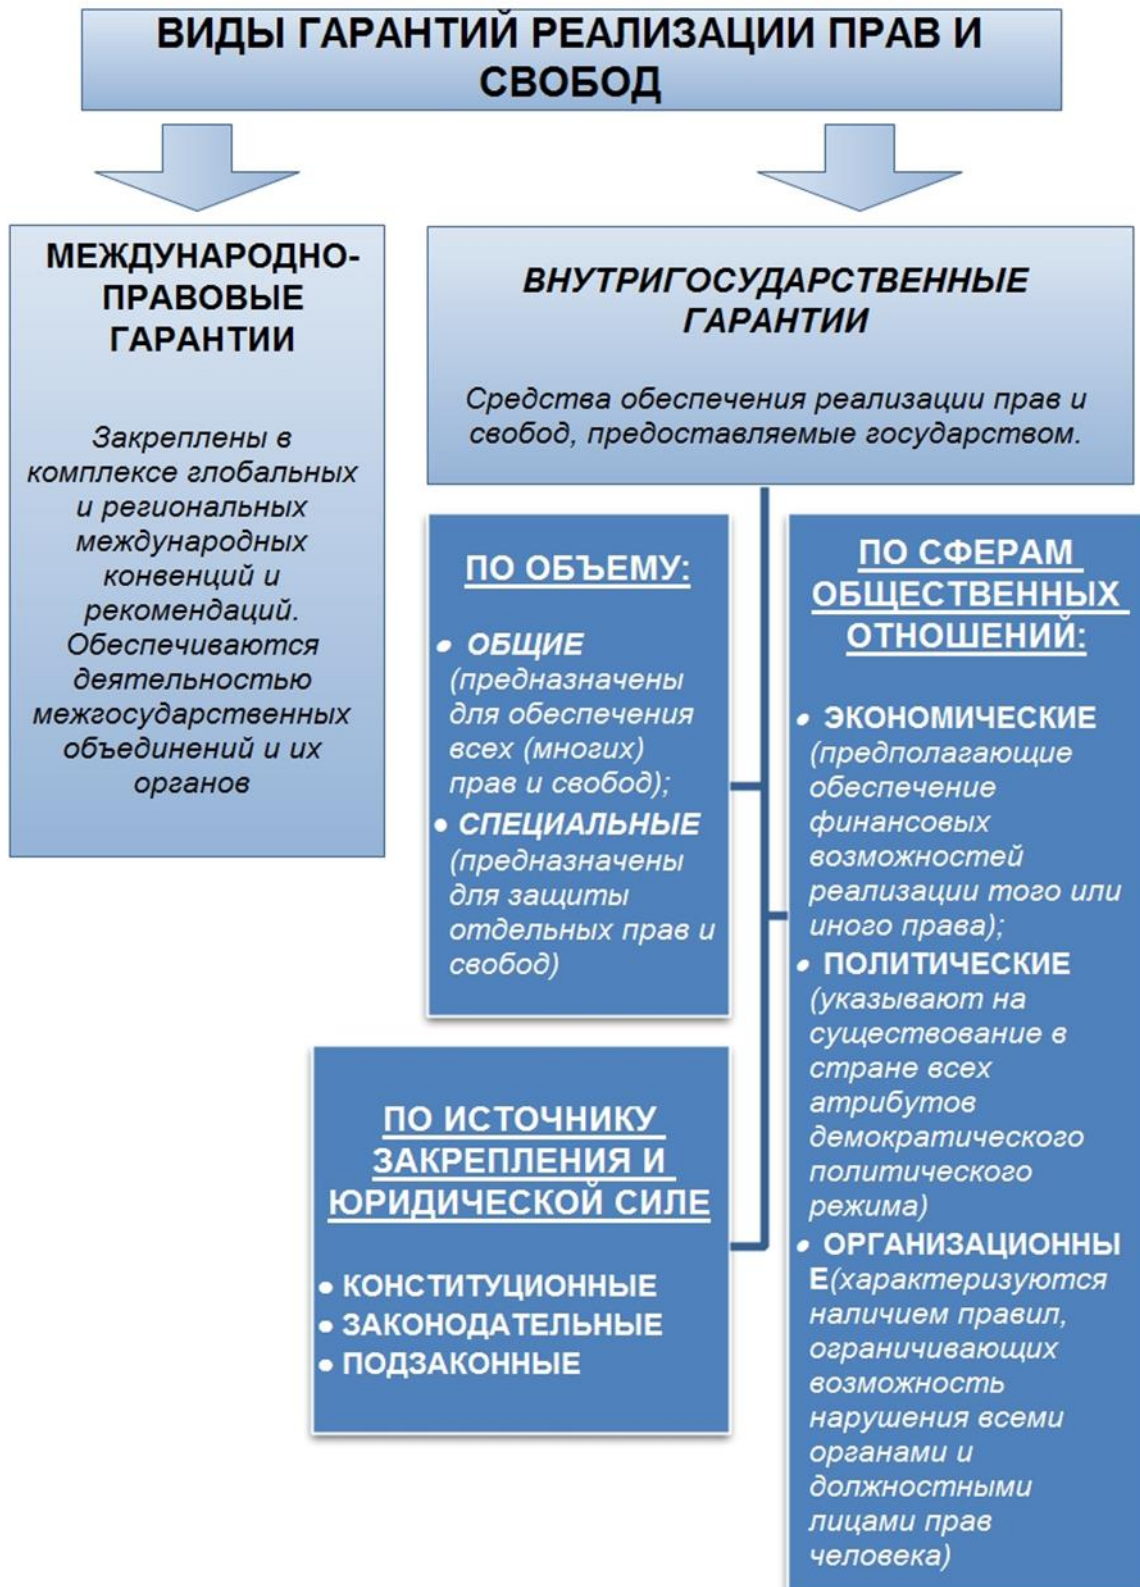 ВИДЫ ГАРАНТИЙ РЕАЛИЗАЦИИ ПРАВ И
СВОБОД
МЕЖДУНАРОДНО-
ПРАВОВЫЕ
ГАРАНТИИ
Закреплены в
комплексе глобальных
и региональных
международных
конвенций и
рекомендаций.
Обеспечиваются
деятельностью
межгосударственных
объединений и их
органов
ВНУТРИГОСУДАРСТВЕННЫЕ
ГАРАНТИИ
Средства обеспечения реализации прав и
свобод, предоставляемые государством.
ПО ОБЪЕМУ:
• ОБЩИЕ
(предназначены
для обеспечения
всех (многих)
прав и свобод);
• СПЕЦИАЛЬНЫЕ
(предназначены
для защиты
отдельных прав и
свобод)
ПО СФЕРАМ
ОБЩЕСТВЕННЫХ
ОТНОШЕНИЙ:
• ЭКОНОМИЧЕСКИЕ
(предполагающие
обеспечение
финансовых
возможностей
реализации того или
иного права);
• ПОЛИТИЧЕСКИЕ
(указывают на
существование в
стране всех
атрибутов
демократического
политического
режима)
• ОРГАНИЗАЦИОННЫ
Е(характеризуются
наличием правил,
ограничивающих
возможность
нарушения всеми
органами и
должностными
лицами прав
человека)
ПО ИСТОЧНИКУ
ЗАКРЕПЛЕНИЯ И
ЮРИДИЧЕСКОЙ СИЛЕ
• КОНСТИТУЦИОННЫЕ
• ЗАКОНОДАТЕЛЬНЫЕ
• ПОДЗАКОННЫЕ